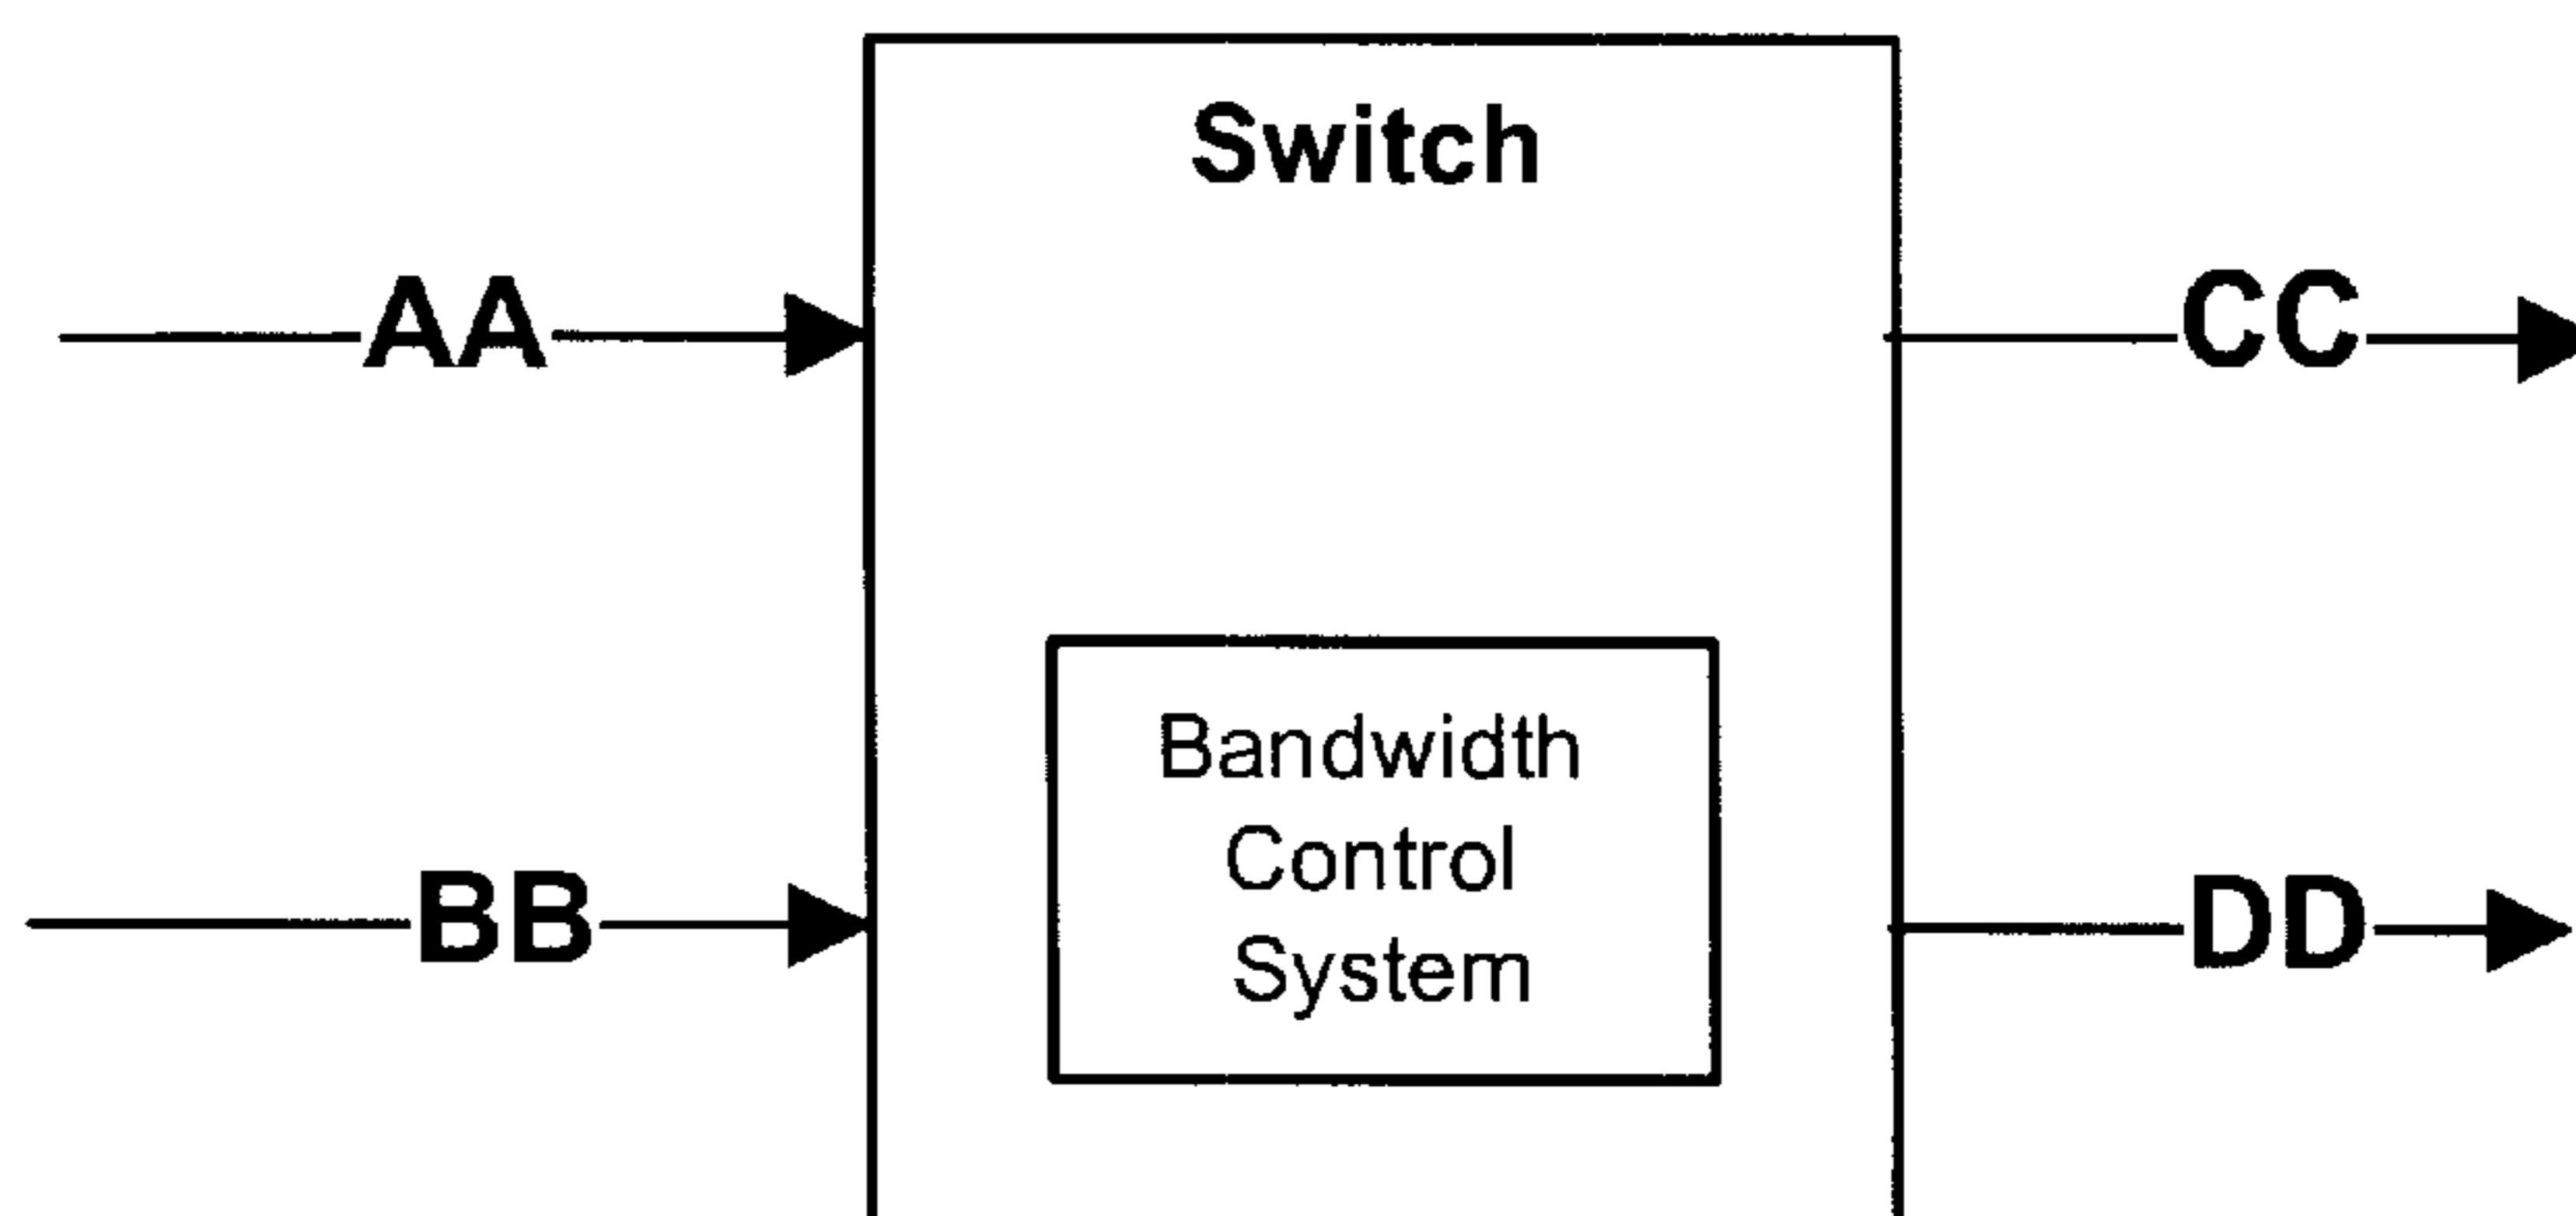 Switch
AA
CC
Bandwidth
Control
System
BB
DD